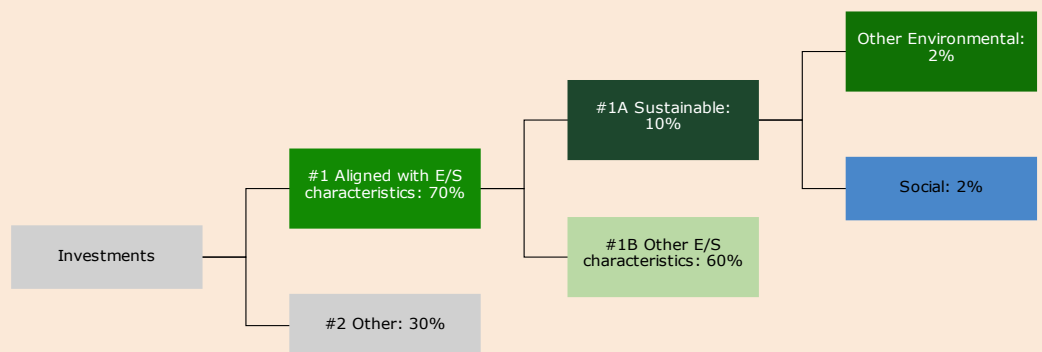 Investments
#1 Aligned with E/S
characteristics: 70%
#2 Other: 30%
#1A Sustainable:
10%
#1B Other E/S
characteristics: 60%
Other Environmental:
2%
Social: 2%